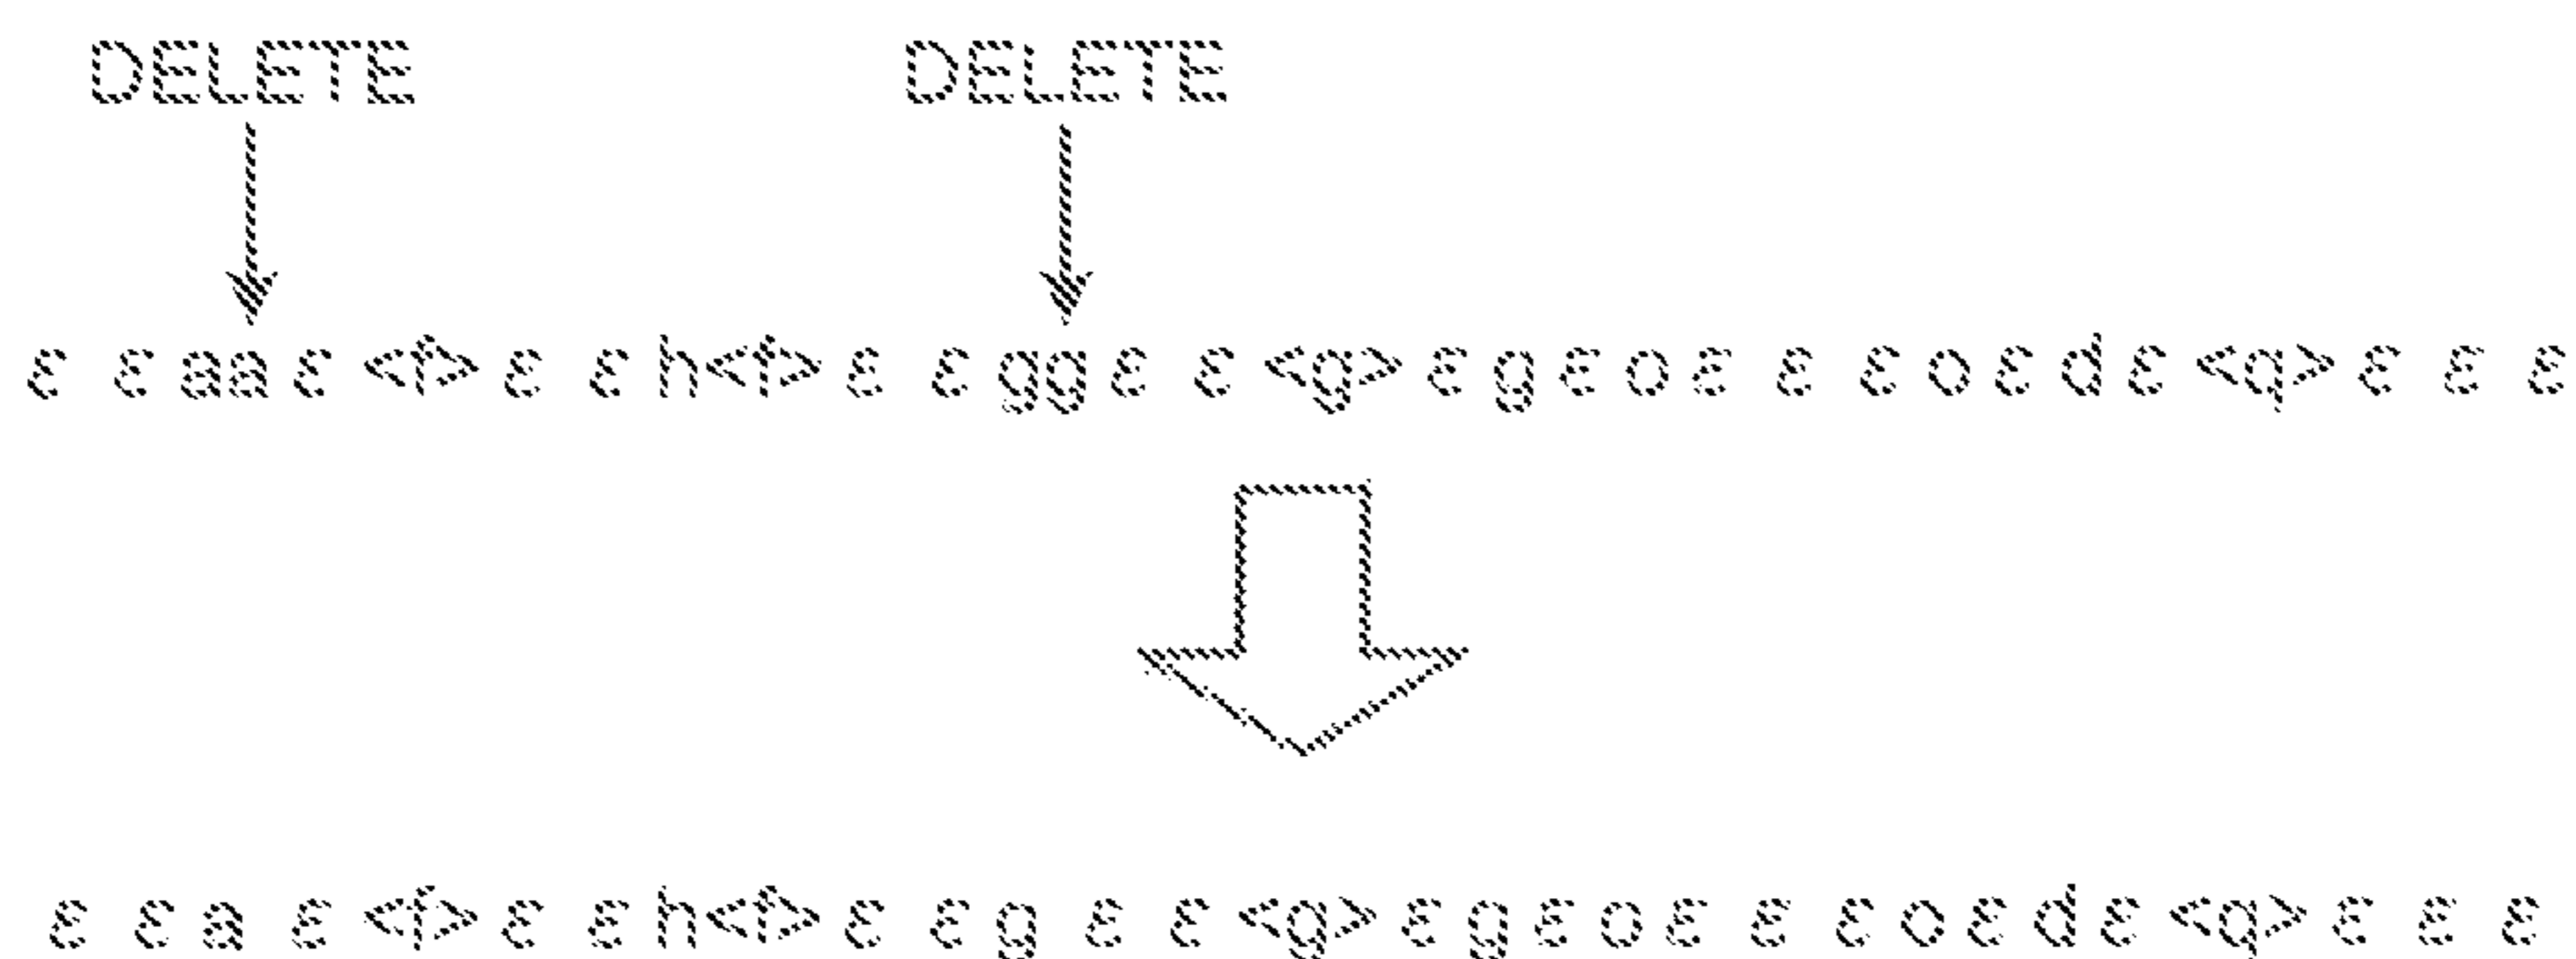 DELETE DELETE
ε ε aa ε <f> ε ε h<f> ε ε gg ε ε <g> ε g ε o ε ε ε o ε d ε <q> ε ε ε
ε ε a ε <f> ε ε h<f> ε ε g ε ε <g> ε g ε o ε ε ε o ε d ε <q> ε ε ε